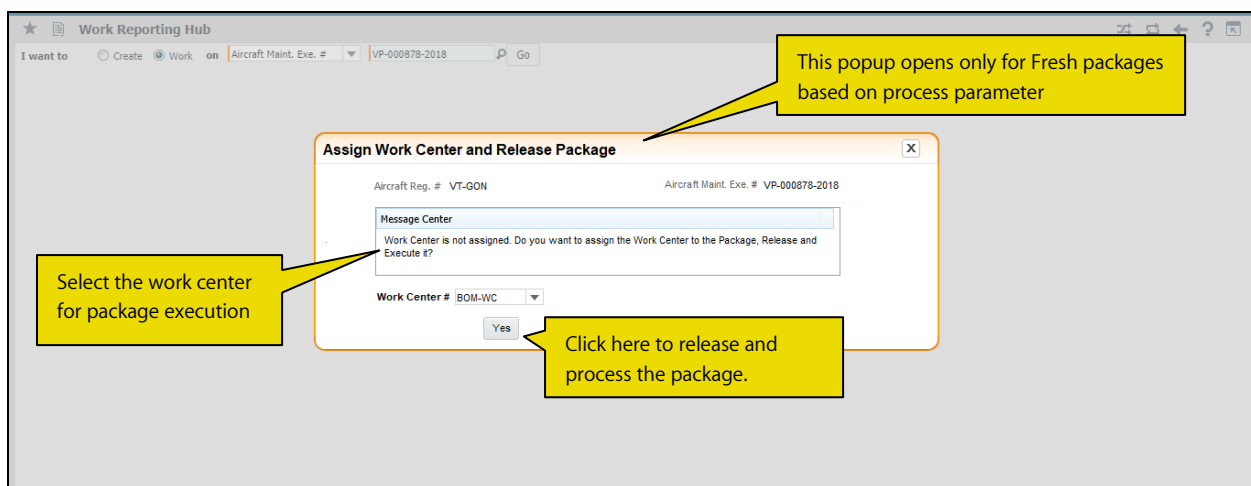 Work Reporting Hub
I want to Create Work on Aircraft Maint. Exe. # VP-000878-2018 Go
This popup opens only for Fresh packages
based on process parameter
Assign Work Center and Release Package X
Aircraft Reg. # VT-GON Aircraft Maint. Exe. # VP-000878-2018
Message Center
Work Center is not assigned. Do you want to assign the Work Center to the Package, Release and
Execute it?
Select the work center
for package execution
Work Center # BOM-WC
Yes
Click here to release and
process the package.